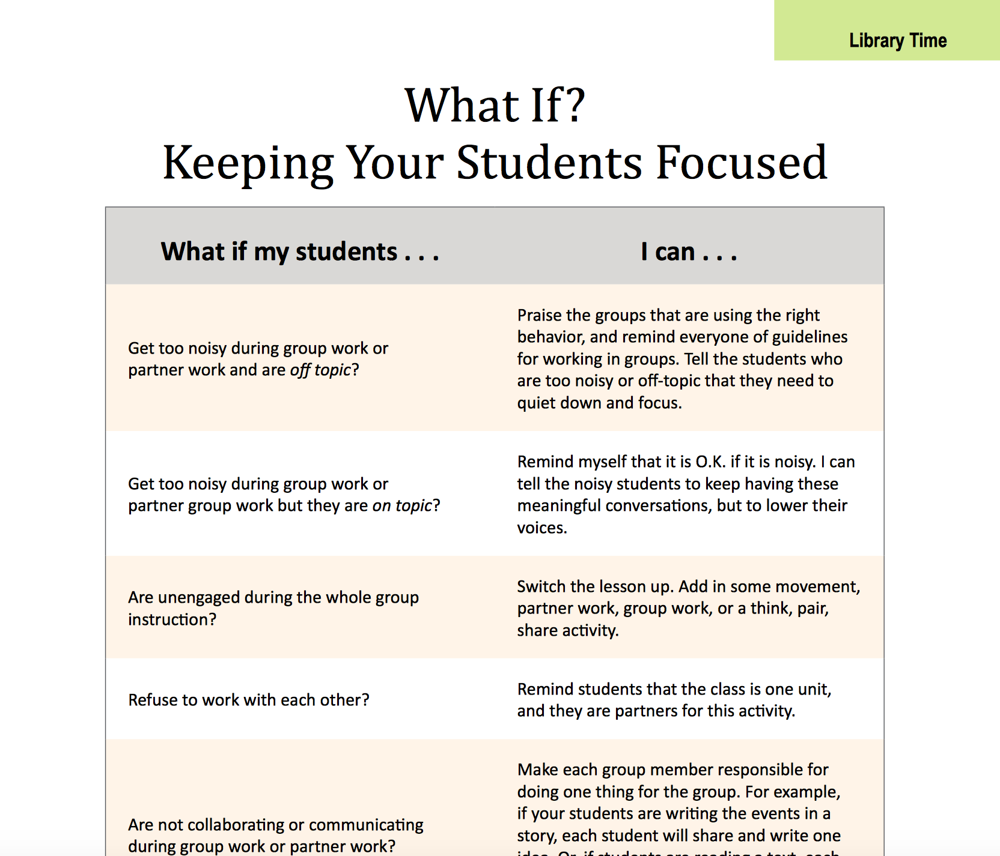 Library Time
What If?
Keeping Your Students Focused
What if my students . . .
I can . . .
Get too noisy during group work or
partner work and are off topic?
Praise the groups that are using the right
behavior, and remind everyone of guidelines
for working in groups. Tell the students who
are too noisy or off-topic that they need to
quiet down and focus.
Get too noisy during group work or
partner group work but they are on topic?
Remind myself that it is O.K. if it is noisy. I can
tell the noisy students to keep having these
meaningful conversations, but to lower their
voices.
Are unengaged during the whole group
instruction?
Switch the lesson up. Add in some movement,
partner work, group work, or a think, pair,
share activity.
Refuse to work with each other?
Remind students that the class is one unit,
and they are partners for this activity.
Are not collaborating or communicating
during group work or partner work?
Make each group member responsible for
doing one thing for the group. For example,
if your students are writing the events in a
story, each student will share and write one
idea. Or, if students are reading a text, each